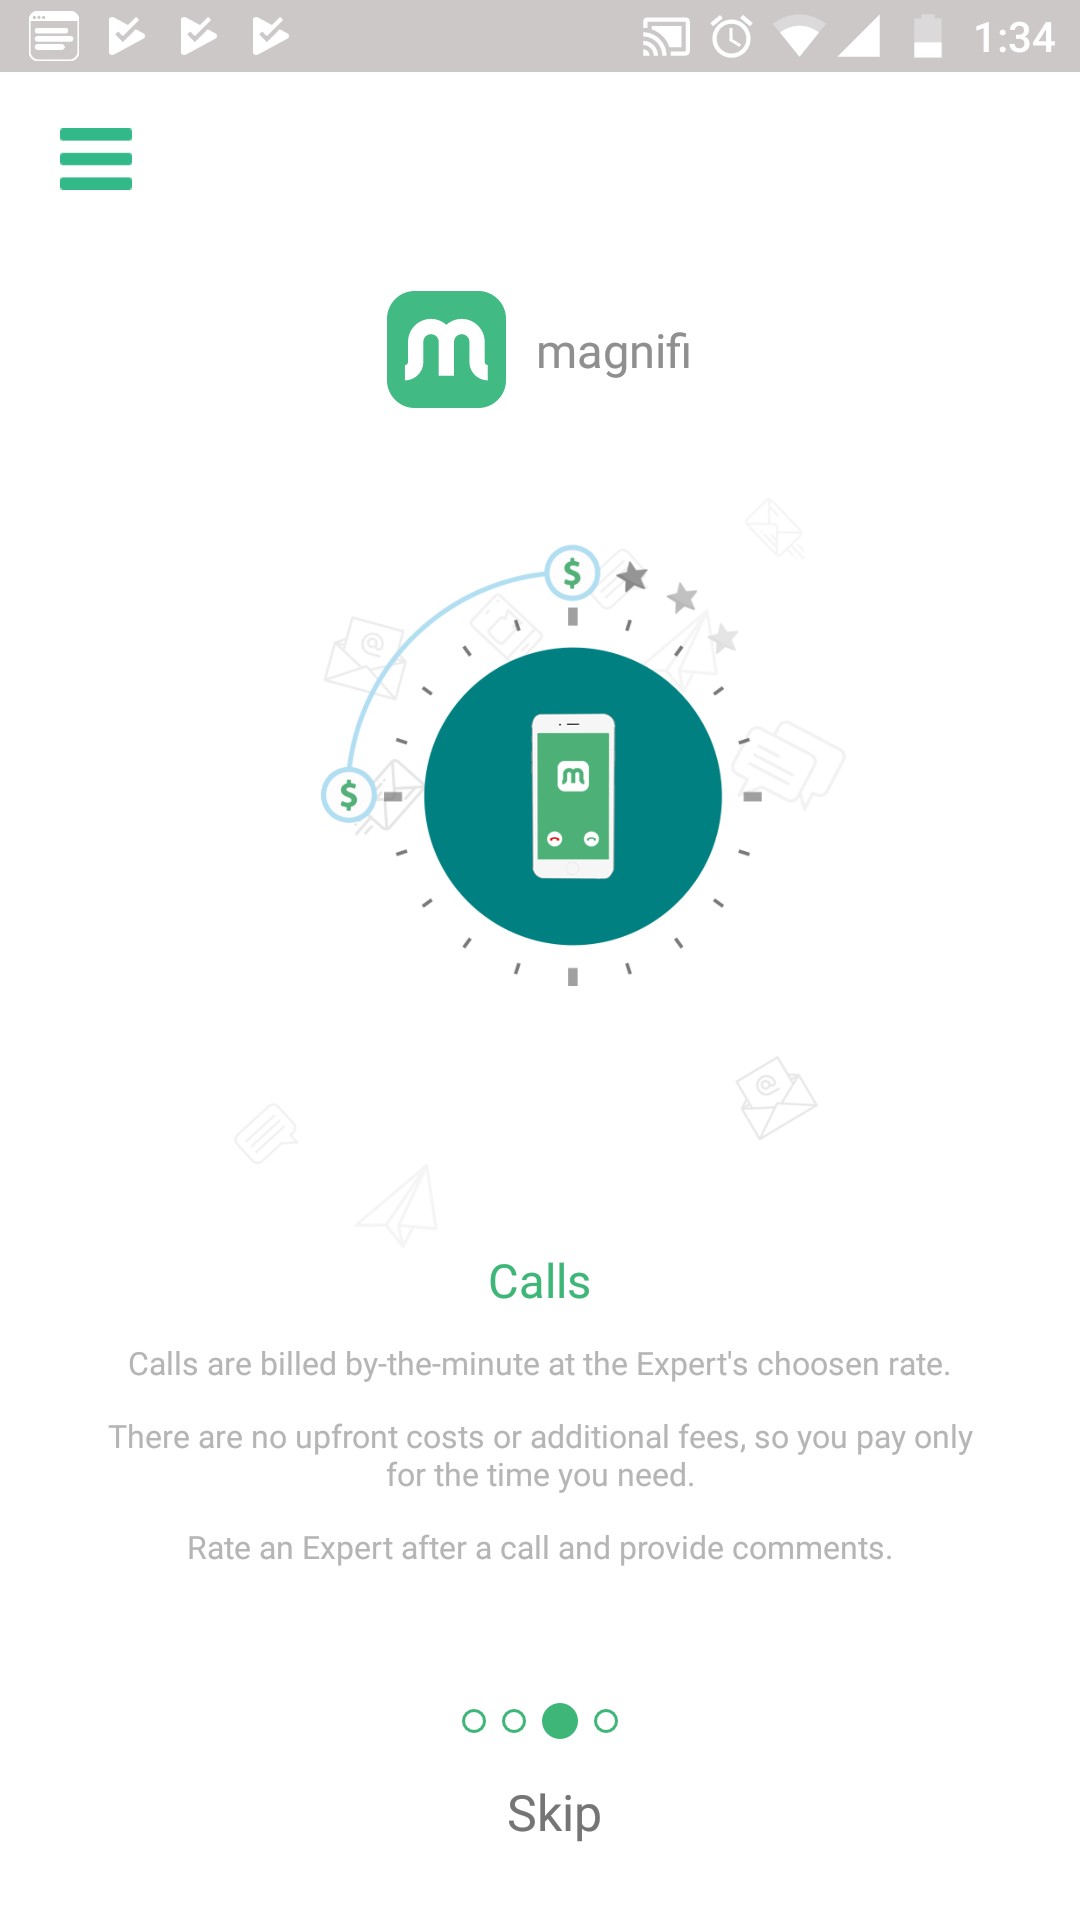 1:34
magnifi
$
$
@
@
Calls
Calls are billed by-the-minute at the Expert's choosen rate.
There are no upfront costs or additional fees, so you pay only
for the time you need.
Rate an Expert after a call and provide comments.
Skip